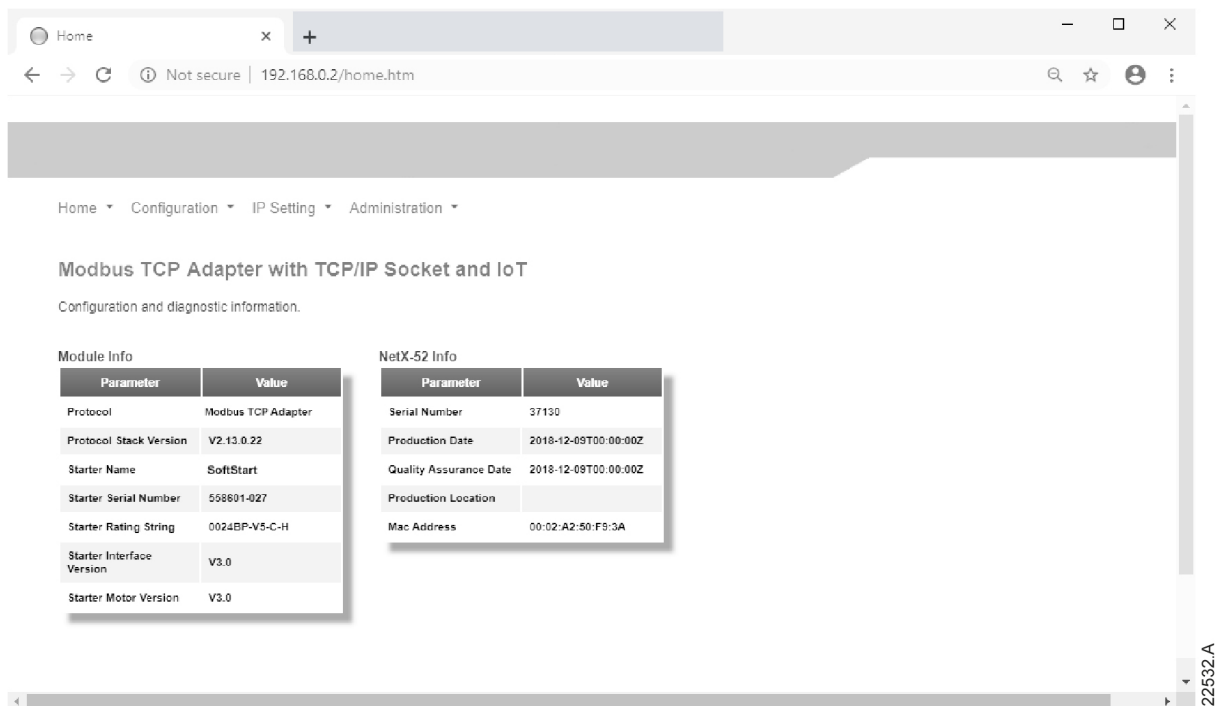 Home
Not secure | 192.168.0.2/home.htm
Home Configuration IP Setting Administration
Modbus TCP Adapter with TCP/IP Socket and IoT
Configuration and diagnostic information.
Module Info
Parameter Value
Protocol Modbus TCP Adapter
Protocol Stack Version V2.13.0.22
Starter Name SoftStart
Starter Serial Number 558601-027
Starter Rating String 0024BP-V5-C-H
Starter Interface
Version V3.0
Starter Motor Version V3.0
NetX-52 Info
Parameter Value
Serial Number 37130
Production Date 2018-12-09T00:00:00Z
Quality Assurance Date 2018-12-09T00:00:00Z
Production Location
Mac Address 00:02:A2:50:F9:3A
22532.A